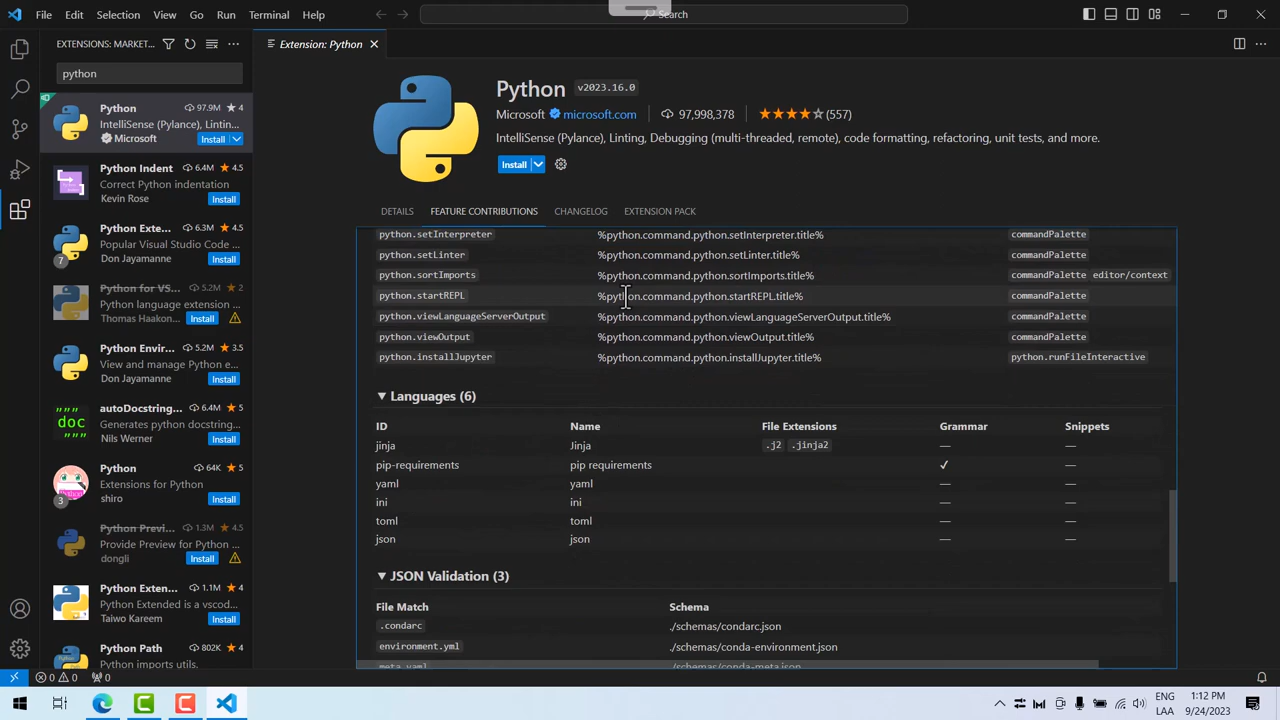 File Edit Selection View Go Run Terminal Help
Search
EXTENSIONS: MARKET...
Extension: Python
python
Python 97.9M 4
IntelliSense (Pylance), Lintin...
Microsoft Install
Python Indent 6.4M 4.5
Correct Python indentation
Kevin Rose Install
Python Exte... 6.3M 4.5
Popular Visual Studio Code ...
Don Jayamanne Install
7
Python for VS... 2
Python language extension ...
Thomas Haakon...
Python Envir... 3.5
View and manage Python e...
Don Jayamanne Install
autoDocstring... 6.4M 5
Generates python docstring...
Nils Werner Install
doc
Python 64K 5
Extensions for Python
shiro Install
3
Python Previ... 1.3M 4.5
Provide Preview for Python ...
dongli Install
Python Exten... 1.1M 4
Python Extended is a vscod...
Taiwo Kareem Install
Python Path 802K 4
Python imports utils.
Python v2023.16.0
Microsoft microsoft.com 97,998,378 (557)
IntelliSense (Pylance), Linting, Debugging (multi-threaded, remote), code formatting, refactoring, unit tests, and more.
Install
DETAILS FEATURE CONTRIBUTIONS CHANGELOG EXTENSION PACK
python.setInterpreter %python.command.python.setInterpreter.title% commandPalette
python.setLinter %python.command.python.setLinter.title% commandPalette
python.sortImports %python.command.python.sortImports.title% commandPalette editor/context
python.startREPL %python.command.python.startREPL.title% commandPalette
python.viewLanguageServerOutput %python.command.python.viewLanguageServerOutput.title% commandPalette
python.viewOutput %python.command.python.viewOutput.title% commandPalette
python.installJupyter %python.command.python.installJupyter.title% python.runFileInteractive
Languages (6)
ID Name File Extensions Grammar Snippets
jinja Jinja .j2 .jinja2 — —
pip-requirements pip requirements ✓ —
yaml yaml — —
ini ini — —
toml toml — —
json json — —
JSON Validation (3)
File Match Schema
.condarc ./schemas/condarc.json
environment.yml ./schemas/conda-environment.json
meta.yaml ./schemas/conda-meta.json
0 0 0
ENG 1:12 PM
LAA 9/24/2023